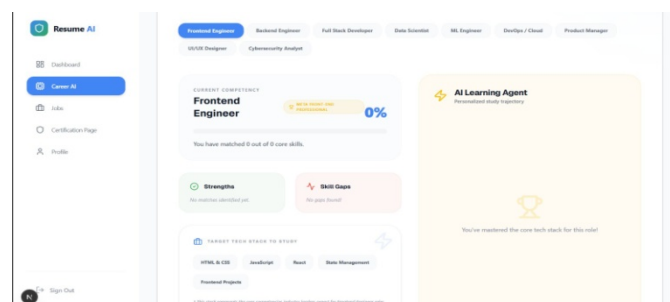 Resume AI
Dashboard
Career AI
Jobs
Certification Page
Profile
Sign Out
N
Frontend Engineer
Backend Engineer
Full Stack Developer
Data Scientist
ML Engineer
DevOps / Cloud
Product Manager
UI/UX Designer
Cybersecurity Analyst
CURRENT COMPETENCY
Frontend
Engineer
0%
You have matched 0 out of 0 core skills.
Strengths
No matches identified yet
Skill Gaps
No gaps found!
TARGET TECH STACK TO STUDY
HTML & CSS
JavaScript
React
State Management
Frontend Projects
AI Learning Agent
Personalized study trajectory
You've mastered the core tech stack for this role!